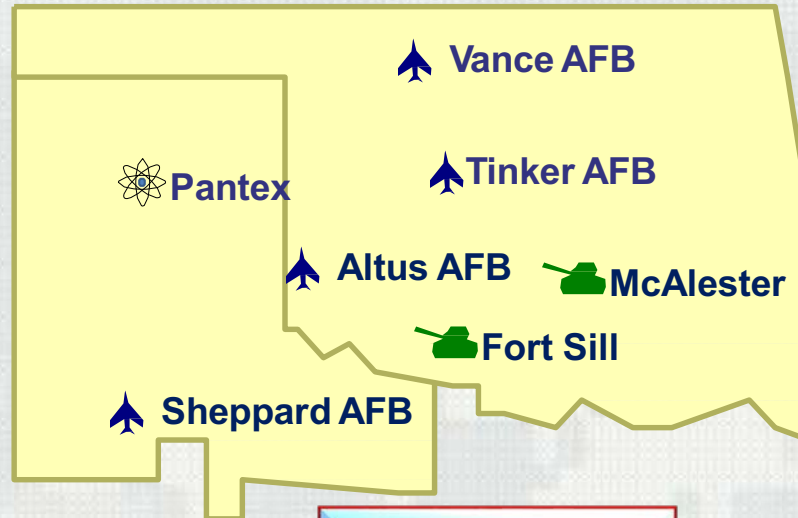 Vance AFB
Tinker AFB
Pantex
Altus AFB
McAlester
Fort Sill
Sheppard AFB